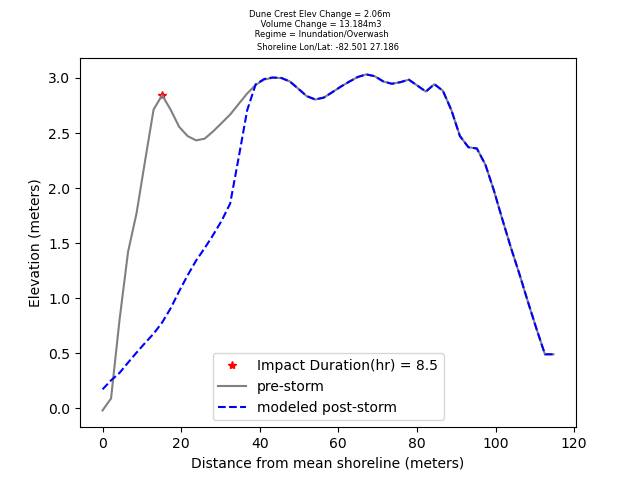 Dune Crest Elev Change = 2.06m
Volume Change = 13.184m3
Regime = Inundation/Overwash
Shoreline Lon/Lat: -82.501 27.186
3.0
2.5
2.0
1.5
1.0
0.5
0.0
Elevation (meters)
Impact Duration(hr) = 8.5
pre-storm
modeled post-storm
0 20 40 60 80 100 120
Distance from mean shoreline (meters)